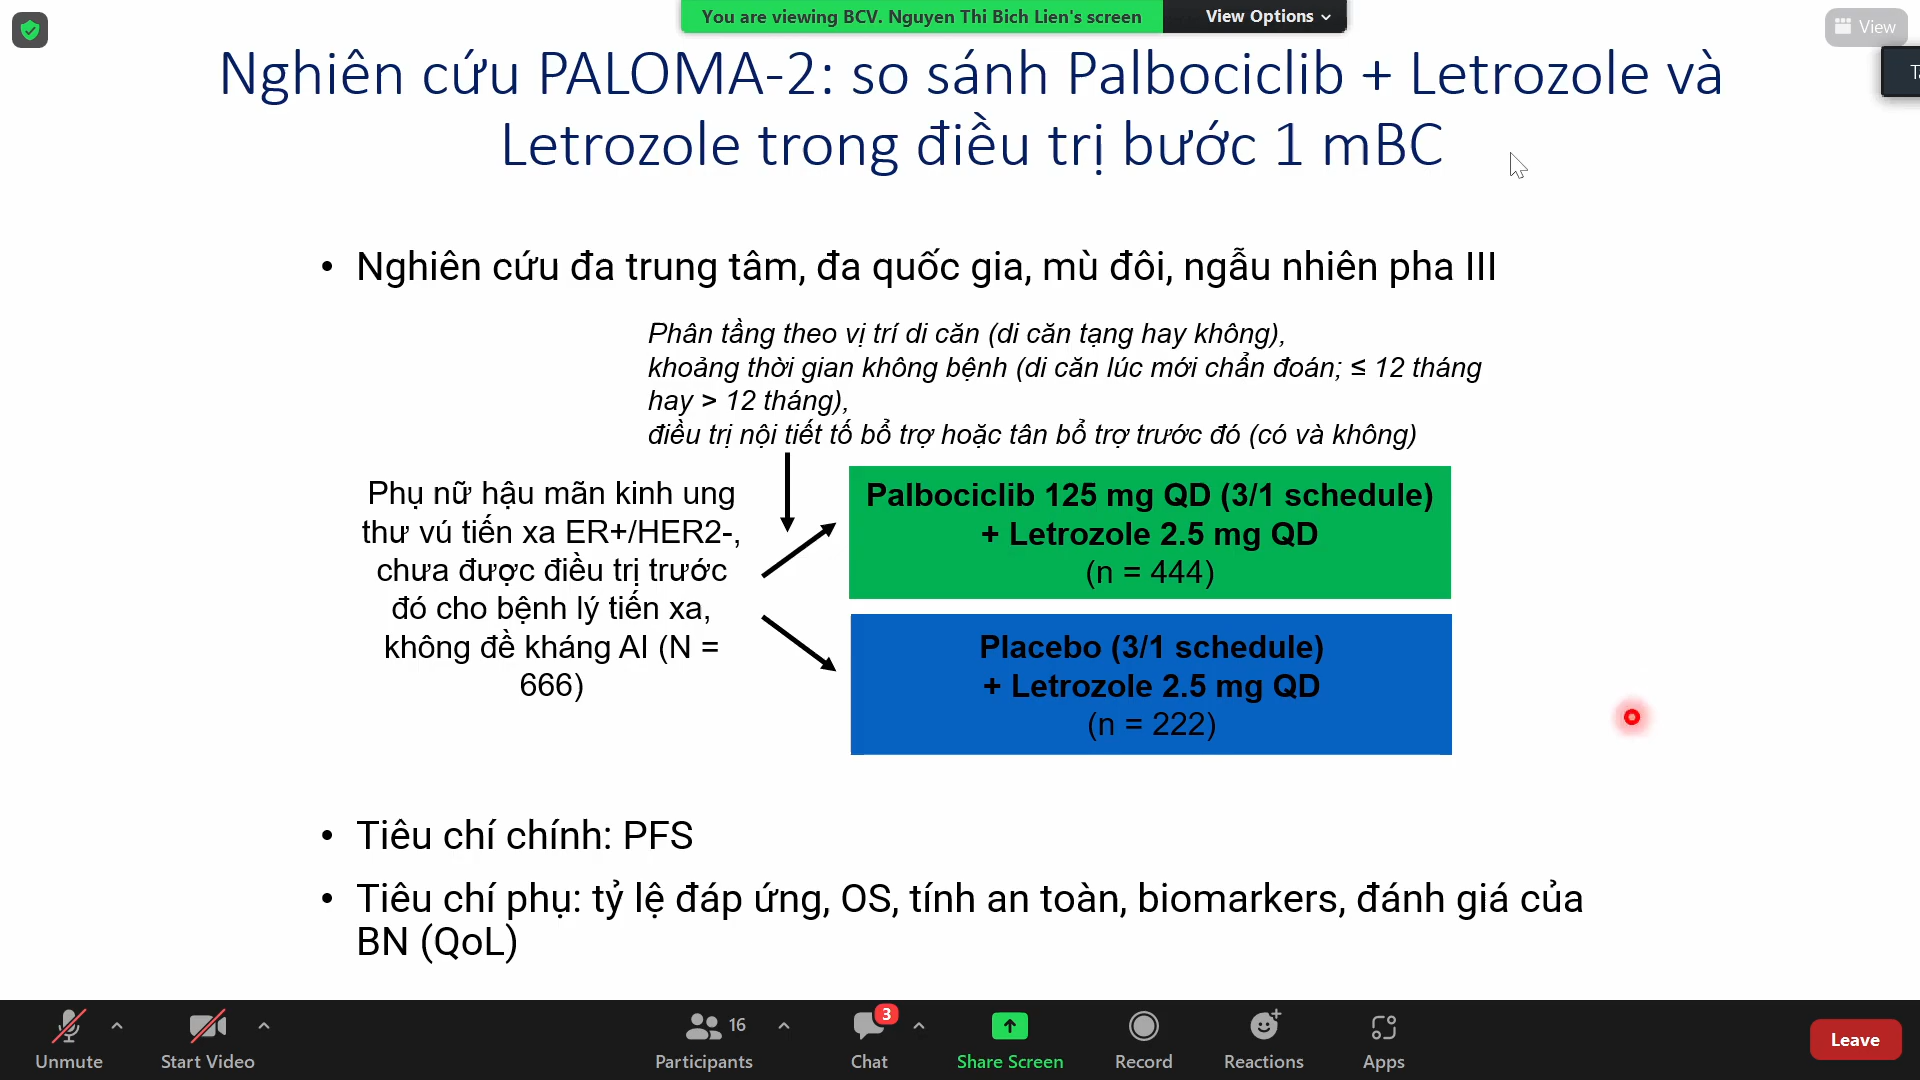 You are viewing BCV. Nguyen Thi Bich Lien's screen
View Options
View
Nghiên cứu PALOMA-2: so sánh Palbociclib + Letrozole và
Letrozole trong điều trị bước 1 mBC
• Nghiên cứu đa trung tâm, đa quốc gia, mù đôi, ngẫu nhiên pha III
Phân tầng theo vị trí di căn (di căn tạng hay không),
khoảng thời gian không bệnh (di căn lúc mới chẩn đoán; ≤ 12 tháng
hay > 12 tháng),
điều trị nội tiết tố bổ trợ hoặc tân bổ trợ trước đó (có và không)
Phụ nữ hậu mãn kinh ung
thư vú tiến xa ER+/HER2-,
chưa được điều trị trước
đó cho bệnh lý tiến xa,
không đề kháng AI (N =
666)
Palbociclib 125 mg QD (3/1 schedule)
+ Letrozole 2.5 mg QD
(n = 444)
Placebo (3/1 schedule)
+ Letrozole 2.5 mg QD
(n = 222)
• Tiêu chí chính: PFS
• Tiêu chí phụ: tỷ lệ đáp ứng, OS, tính an toàn, biomarkers, đánh giá của
BN (QoL)
Unmute
Start Video
16
Participants
3
Chat
Share Screen
Record
Reactions
Apps
Leave